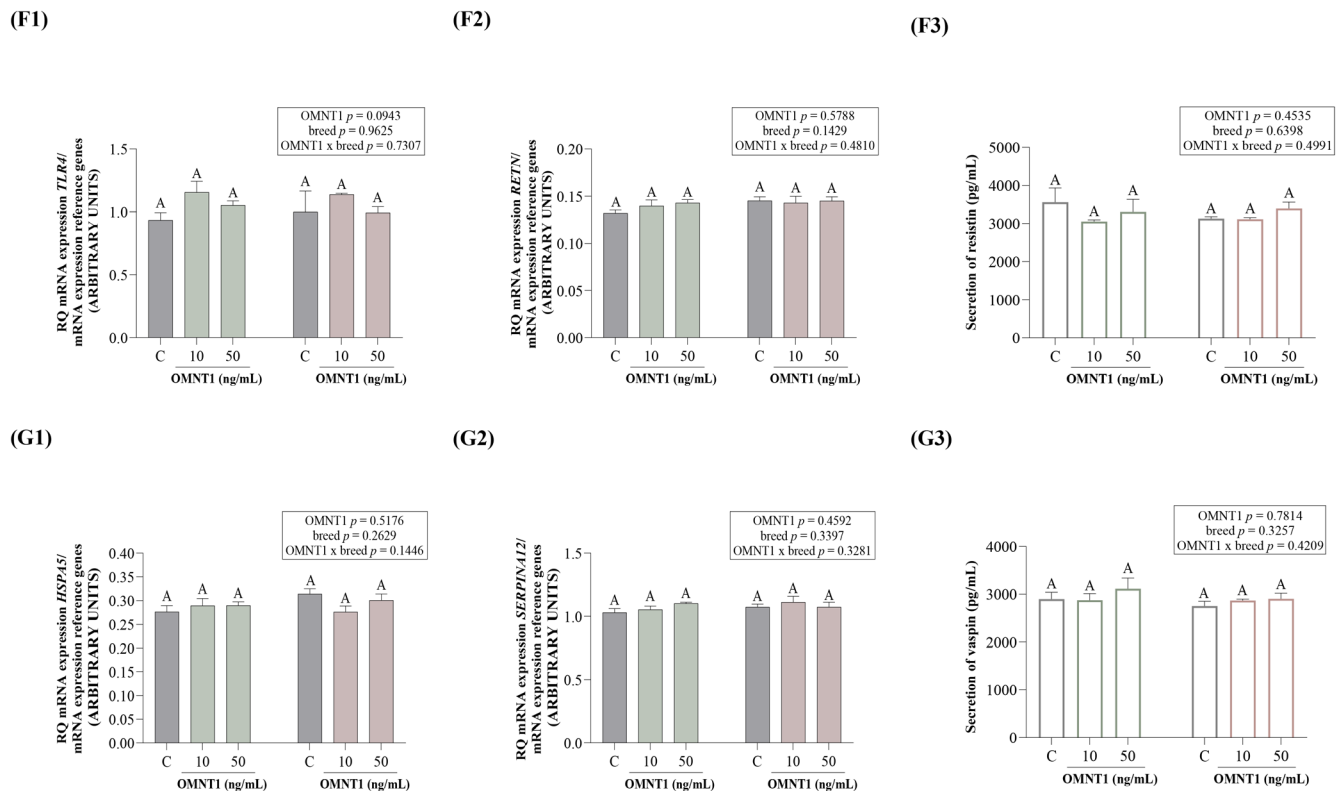 (F1)
OMNT1 p = 0.0943
breed p = 0.9625
OMNT1 x breed p = 0.7307
RQ mRNA expression TLR4/
mRNA expression reference genes
(ARBITRARY UNITS)
1.5
1.0
0.5
0.0
A A A A A A
C 10 50 C 10 50
OMNT1 (ng/mL) OMNT1 (ng/mL)
(F2)
OMNT1 p = 0.5788
breed p = 0.1429
OMNT1 x breed p = 0.4810
RQ mRNA expression RETN/
mRNA expression reference genes
(ARBITRARY UNITS)
0.20
0.15
0.10
0.05
0.00
A A A A A A
C 10 50 C 10 50
OMNT1 (ng/mL) OMNT1 (ng/mL)
(F3)
OMNT1 p = 0.4535
breed p = 0.6398
OMNT1 x breed p = 0.4991
Secretion of resistin (pg/mL)
5000
4000
3000
2000
1000
0
A A A A A A
C 10 50 C 10 50
OMNT1 (ng/mL) OMNT1 (ng/mL)
(G1)
OMNT1 p = 0.5176
breed p = 0.2629
OMNT1 x breed p = 0.1446
RQ mRNA expression HSPA5/
mRNA expression reference genes
(ARBITRARY UNITS)
0.40
0.35
0.30
0.25
0.20
0.15
0.10
0.05
0.00
A A A A A A
C 10 50 C 10 50
OMNT1 (ng/mL) OMNT1 (ng/mL)
(G2)
OMNT1 p = 0.4592
breed p = 0.3397
OMNT1 x breed p = 0.3281
RQ mRNA expression SERPINA12/
mRNA expression reference genes
(ARBITRARY UNITS)
1.5
1.0
0.5
0.0
A A A A A A
C 10 50 C 10 50
OMNT1 (ng/mL) OMNT1 (ng/mL)
(G3)
OMNT1 p = 0.7814
breed p = 0.3257
OMNT1 x breed p = 0.4209
Secretion of vaspin (pg/mL)
4000
3000
2000
1000
0
A A A A A A
C 10 50 C 10 50
OMNT1 (ng/mL) OMNT1 (ng/mL)